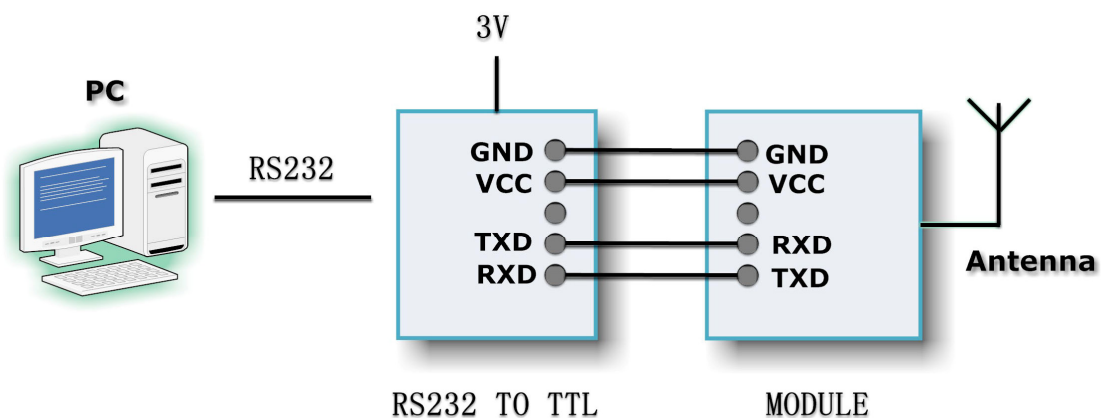 3V
PC
RS232
GND
VCC
TXD
RXD
GND
VCC
RXD
TXD
Antenna
RS232 TO TTL
MODULE